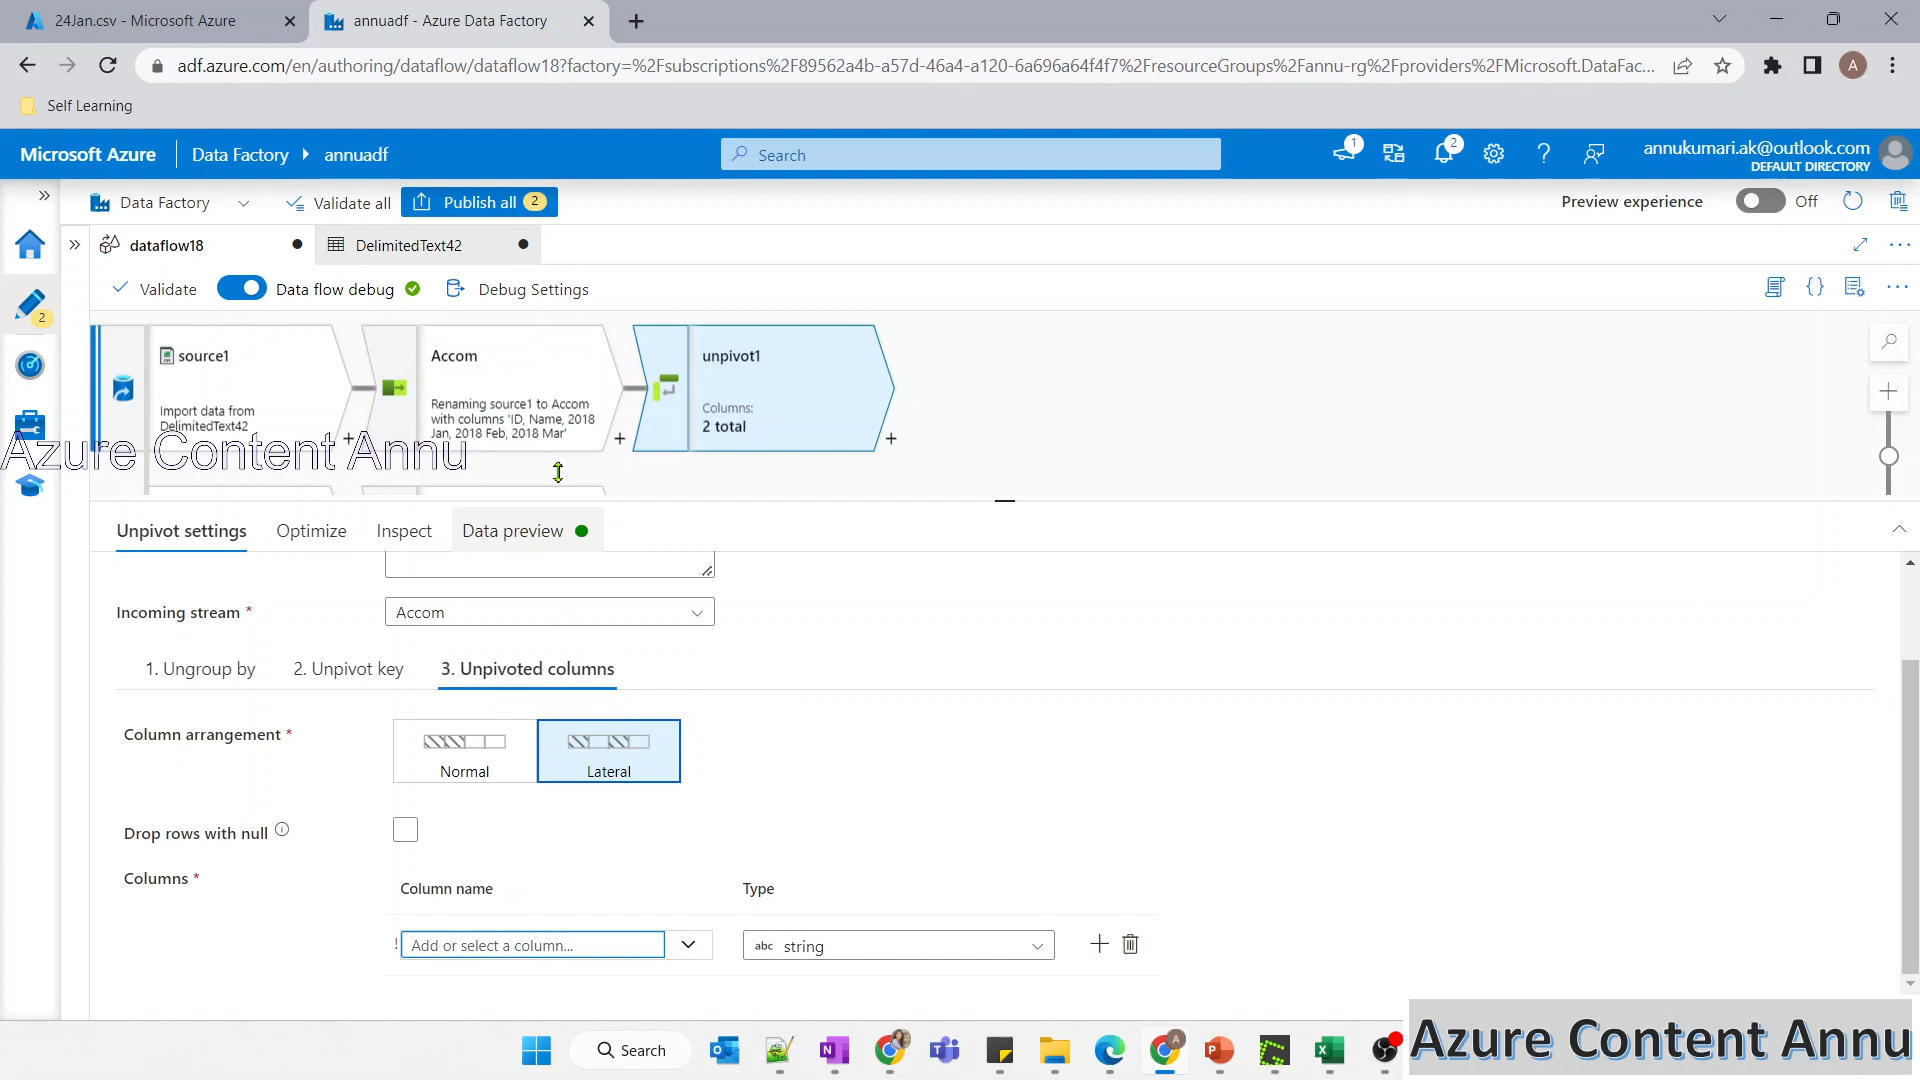 24Jan.csv - Microsoft Azure
annuadf - Azure Data Factory
adf.azure.com/en/authoring/dataflow/dataflow18?factory=%2Fsubscriptions%2F89562a4b-a57d-46a4-a120-6a696a64f4f7%2FresourceGroups%2Fannu-rg%2Fproviders%2FMicrosoft.DataFac...
A
Self Learning
Microsoft Azure
Data Factory
annuadf
Search
1
2
annukumari.ak@outlook.com
DEFAULT DIRECTORY
Data Factory
Validate all
Publish all 2
Preview experience
Off
dataflow18
DelimitedText42
Validate
Data flow debug
Debug Settings
2
source1
Import data from
DelimitedText42
Accom
Renaming source1 to Accom
with columns 'ID, Name, 2018
Jan, 2018 Feb, 2018 Mar'
unpivot1
Columns:
2 total
Azure Content Annu
Unpivot settings
Optimize
Inspect
Data preview
Incoming stream *
Accom
1. Ungroup by
2. Unpivot key
3. Unpivoted columns
Column arrangement *
Normal
Lateral
Drop rows with null
Columns *
Column name
Type
! Add or select a column...
abc string
Search
Azure Content Annu